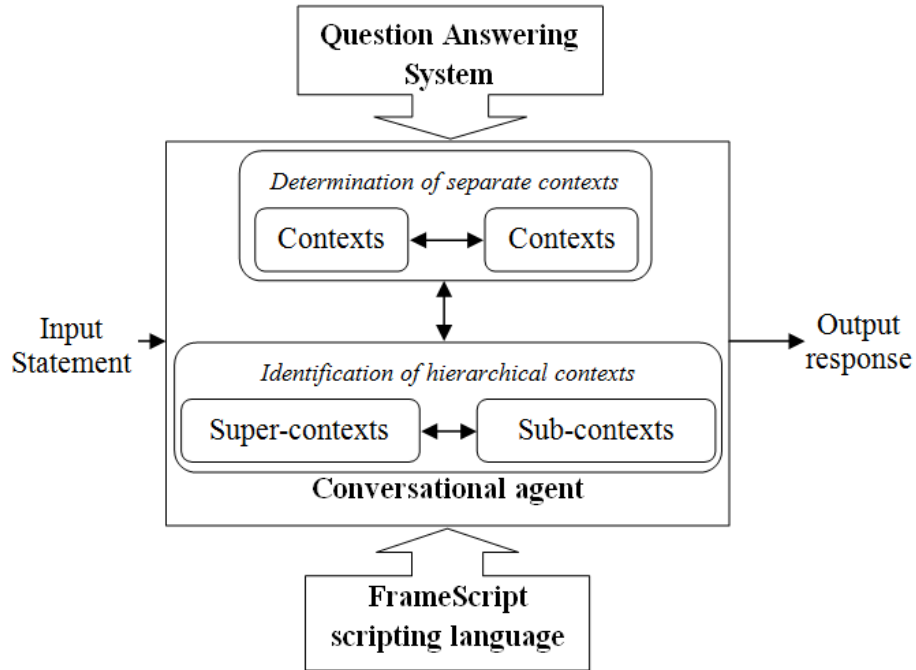 Question Answering
System
Determination of separate contexts
Contexts
Contexts
Input
Statement
Output
response
Identification of hierarchical contexts
Super-contexts
Sub-contexts
Conversational agent
FrameScript
scripting language